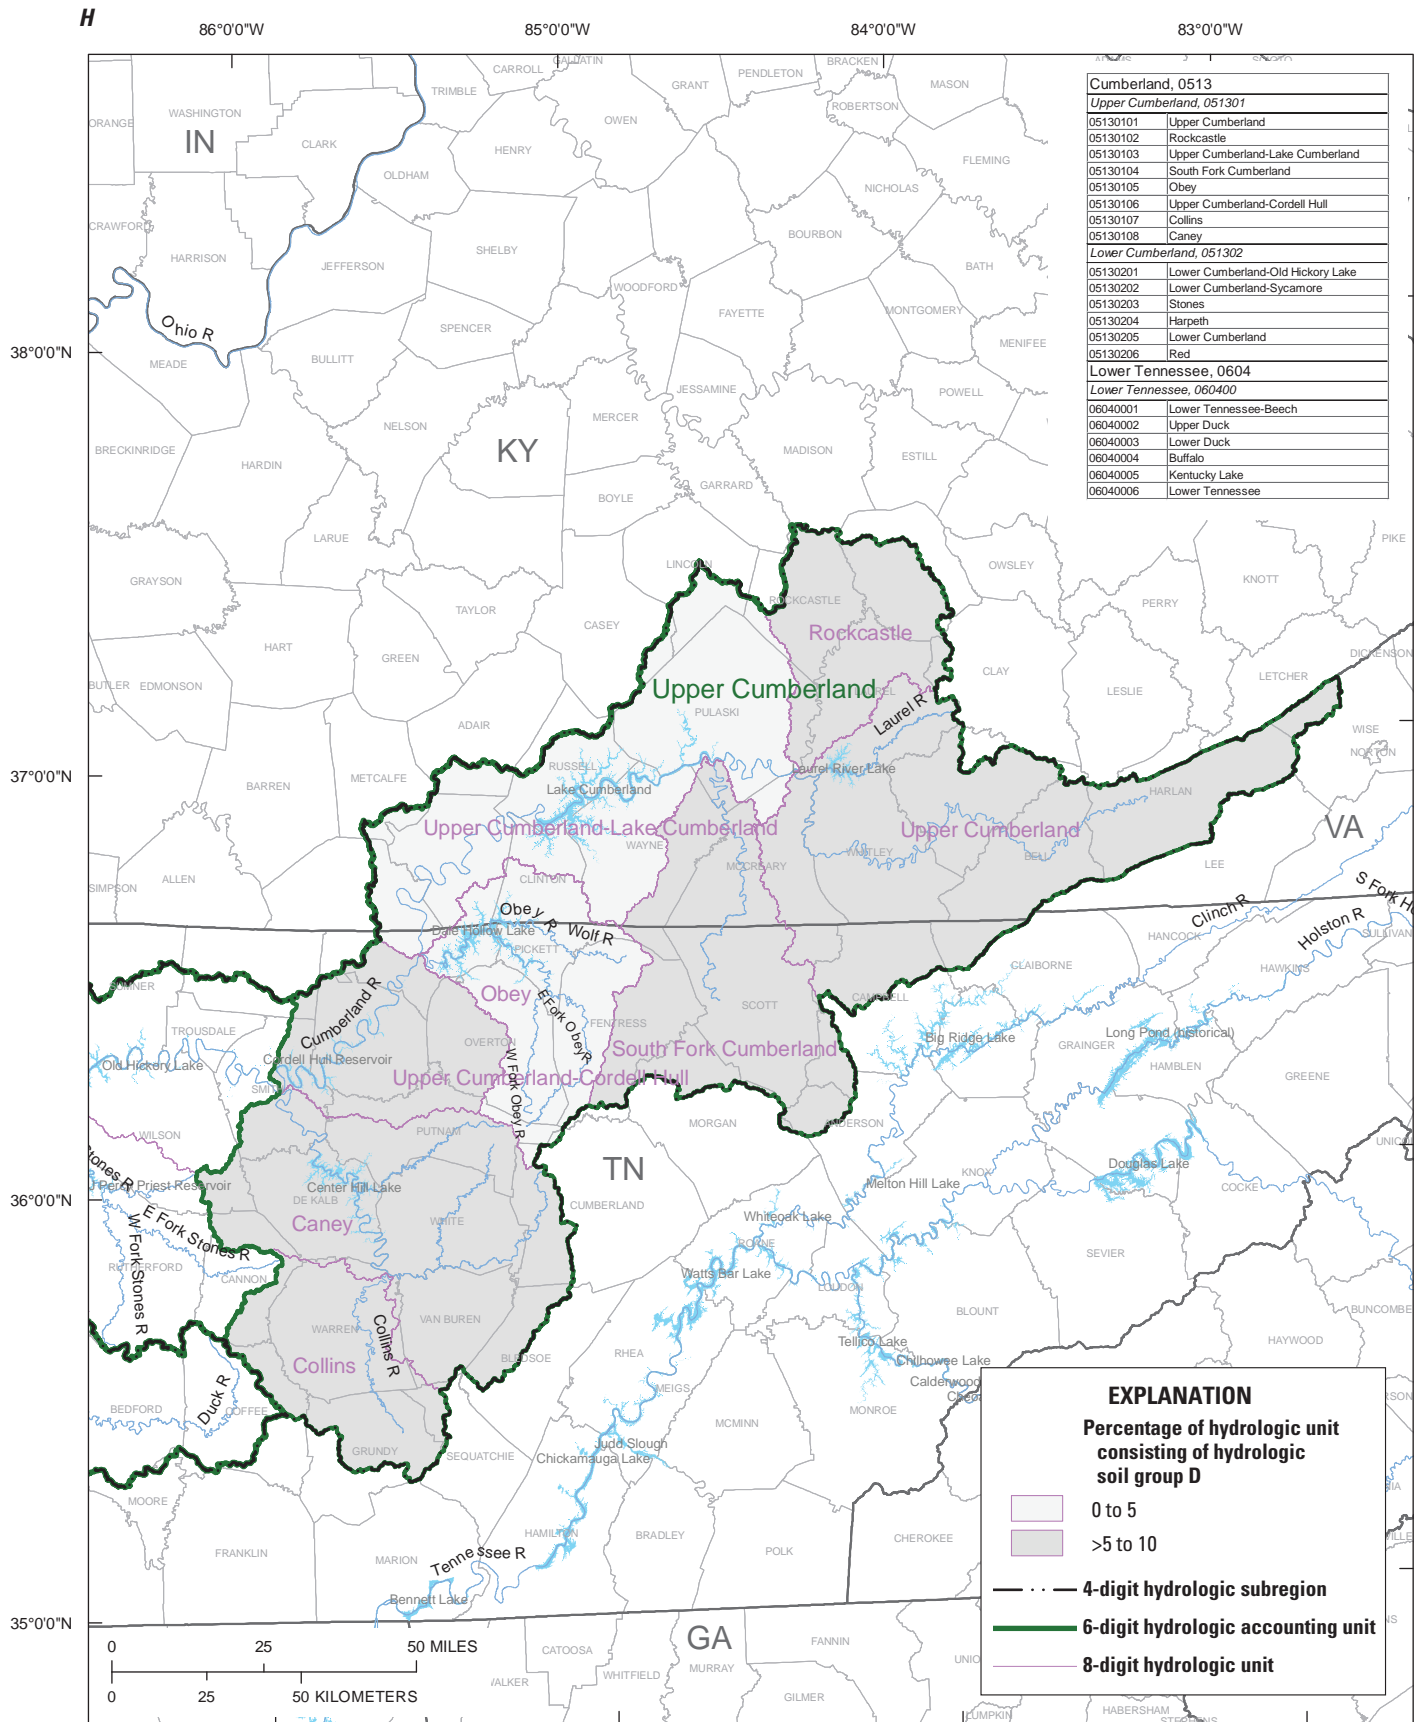 H
86°0'0"W 85°0'0"W 84°0'0"W 83°0'0"W
38°0'0"N
37°0'0"N
36°0'0"N
35°0'0"N
Cumberland, 0513
Upper Cumberland, 051301
05130101 Upper Cumberland
05130102 Rockcastle
05130103 Upper Cumberland-Lake Cumberland
05130104 South Fork Cumberland
05130105 Obey
05130106 Upper Cumberland-Cordell Hull
05130107 Collins
05130108 Caney
Lower Cumberland, 051302
05130201 Lower Cumberland-Old Hickory Lake
05130202 Lower Cumberland-Sycamore
05130203 Stones
05130204 Harpeth
05130205 Lower Cumberland
05130206 Red
Lower Tennessee, 0604
Lower Tennessee, 060400
06040001 Lower Tennessee-Beech
06040002 Upper Duck
06040003 Lower Duck
06040004 Buffalo
06040005 Kentucky Lake
06040006 Lower Tennessee
GALLATIN
CARROLL
TRIMBLE
GRANT
PENDLETON
BRACKEN
MASON
ROBERTSON
ADAMS
SCIOTO
ORANGE
WASHINGTON
IN
CLARK
OWEN
HENRY
OLDHAM
FLEMING
NICHOLAS
CRAWFORD
HARRISON
JEFFERSON
SHELBY
BOURBON
BATH
WOODFORD
FAYETTE
MONTGOMERY
MENIFEE
Ohio R
SPENCER
MEADE
BULLITT
JESSAMINE
POWELL
NELSON
MERCER
KY
BRECKINRIDGE
HARDIN
MADISON
ESTILL
GARRARD
BOYLE
LARUE
PIKE
LINCOLN
OWSLEY
KNOTT
GRAYSON
TAYLOR
ROCKCASTLE
PERRY
CASEY
Rockcastle
HART
GREEN
CLAY
DICKENSON
BUTLER
EDMONSON
LETCHER
LESLIE
Upper Cumberland
LAUREL
Laurel R
PULASKI
ADAIR
WISE
NORTON
RUSSELL
Laurel River Lake
METCALFE
BARREN
Lake Cumberland
HARLAN
Upper Cumberland-Lake Cumberland
Upper Cumberland
VA
WAYNE
WHITLEY
BELL
MCCREARY
LEE
SIMPSON
ALLEN
CLINTON
Obey R
Dale Hollow Lake
Wolf R
PICKETT
Clinch R
S Fork Ho
Holston R
HANCOCK
SULLIVAN
HAWKINS
CLAIBORNE
SUMNER
Obey
CAMPBELL
SCOTT
Cumberland R
E Fork Obey R
TROUSDALE
FENTRESS
OVERTON
South Fork Cumberland
Big Ridge Lake
Long Pond (historical)
GRAINGER
HAMBLEN
GREENE
Old Hickory Lake
Cordell Hull Reservoir
W Fork Obey R
Upper Cumberland-Cordell Hull
PUTNAM
MORGAN
ANDERSON
WILSON
TN
Stones R
Percy Priest Reservoir
DE KALB
Center Hill Lake
KNOX
Douglas Lake
Melton Hill Lake
COCKE
CUMBERLAND
Whiteoak Lake
Caney
WHITE
E Fork Stones R
W Fork Stones R
RUTHERFORD
CANNON
ROANE
Watts Bar Lake
SEVIER
LOUDON
BLOUNT
BUNCOMBE
HAYWOOD
WARREN
VAN BUREN
Collins R
Collins
BLEDSOE
RHEA
Tellico Lake
Chilhowee Lake
Calderwood
MEIGS
Duck R
BEDFORD
COFFEE
MCMINN
MONROE
GRUNDY
SEQUATCHIE
Judd Slough
Chickamauga Lake
MOORE
HAMILTON
BRADLEY
POLK
CHEROKEE
FRANKLIN
MARION
Tennessee R
Bennett Lake
GA
CATOOSA
WHITFIELD
MURRAY
FANNIN
GILMER
LUMPKIN
HABERSHAM
EXPLANATION
Percentage of hydrologic unit
consisting of hydrologic
soil group D
0 to 5
>5 to 10
4-digit hydrologic subregion
6-digit hydrologic accounting unit
8-digit hydrologic unit
0 25 50 MILES
0 25 50 KILOMETERS